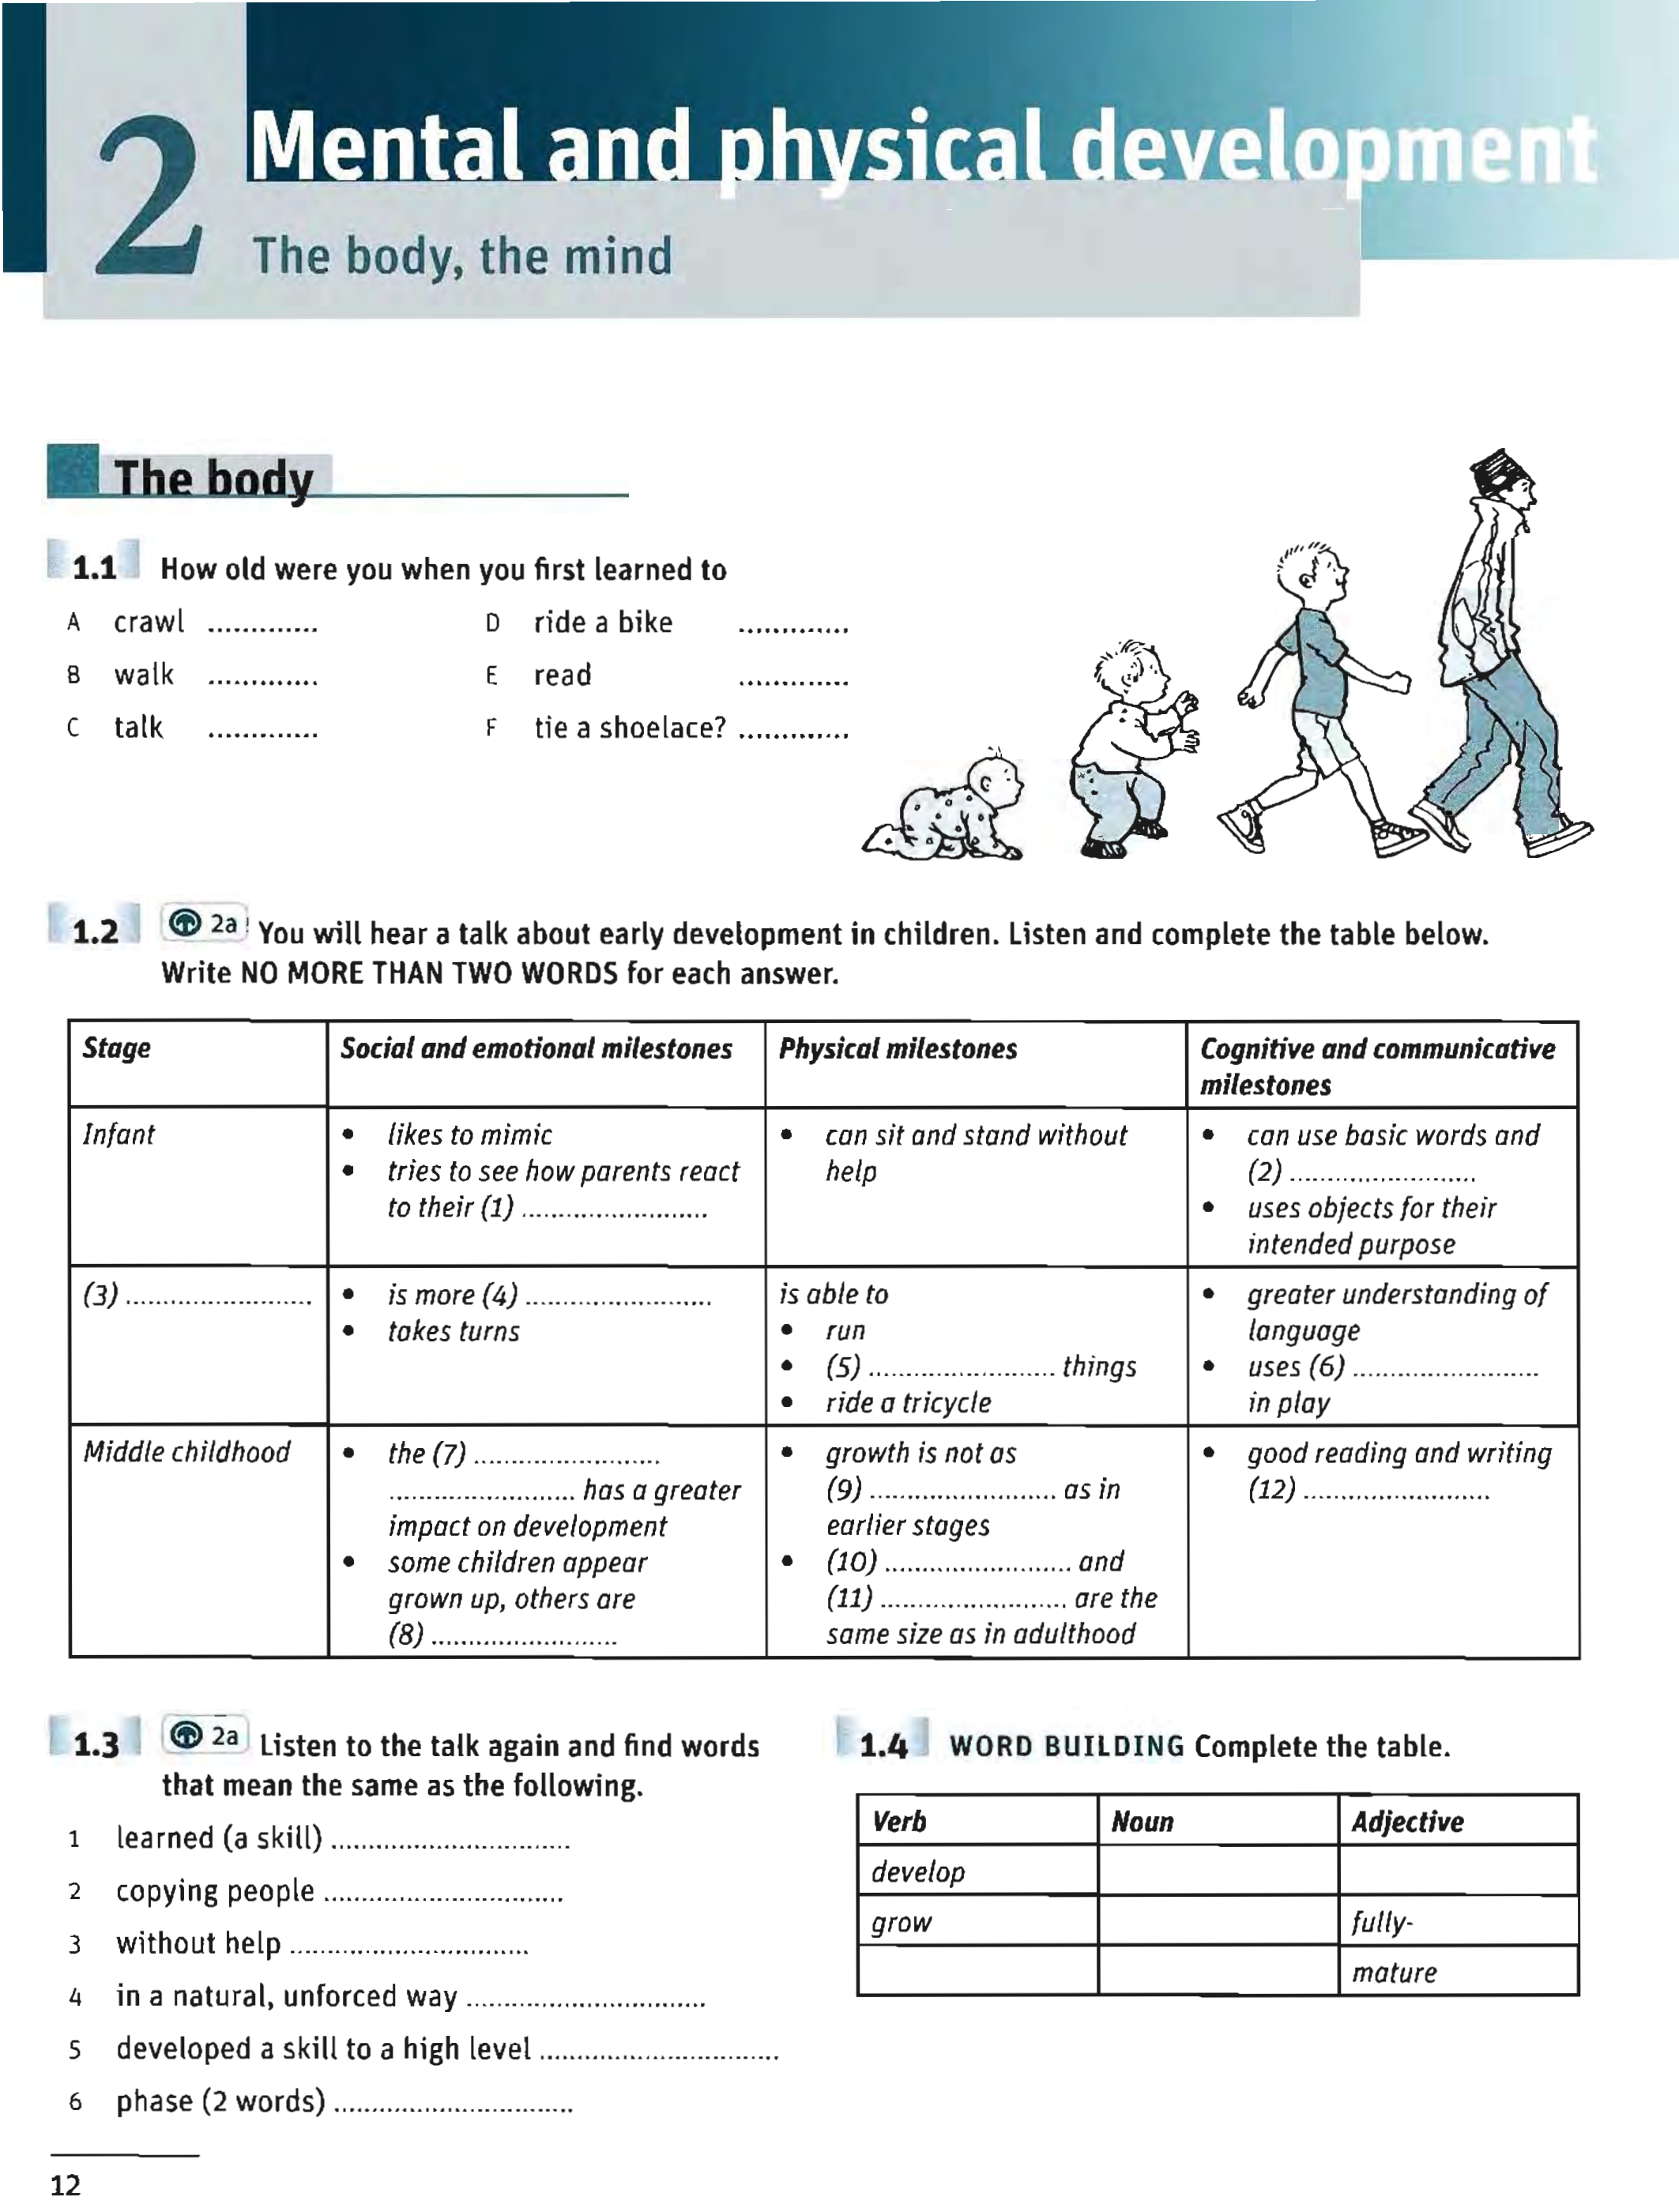 2
Mental and physical development
The body, the mind
The body
1.1 How old were you when you first learned to
A crawl .............
D ride a bike .............
B walk .............
E read .............
C talk .............
F tie a shoelace? .............
1.2 2a You will hear a talk about early development in children. Listen and complete the table below.
Write NO MORE THAN TWO WORDS for each answer.
Stage
Social and emotional milestones
Physical milestones
Cognitive and communicative
milestones
Infant
• likes to mimic
• tries to see how parents react
to their (1) .........................
• can sit and stand without
help
• can use basic words and
(2) .........................
• uses objects for their
intended purpose
(3) .........................
• is more (4) .........................
• takes turns
is able to
• run
• (5) ......................... things
• ride a tricycle
• greater understanding of
language
• uses (6) .........................
in play
Middle childhood
• the (7) .........................
......................... has a greater
impact on development
• some children appear
grown up, others are
(8) .........................
• growth is not as
(9) ......................... as in
earlier stages
• (10) ......................... and
(11) ......................... are the
same size as in adulthood
• good reading and writing
(12) .........................
1.3 2a Listen to the talk again and find words
that mean the same as the following.
1 learned (a skill) ................................
2 copying people ................................
3 without help ................................
4 in a natural, unforced way ................................
5 developed a skill to a high level ................................
6 phase (2 words) ................................
1.4 WORD BUILDING Complete the table.
Verb
Noun
Adjective
develop
grow
fully-
mature
12